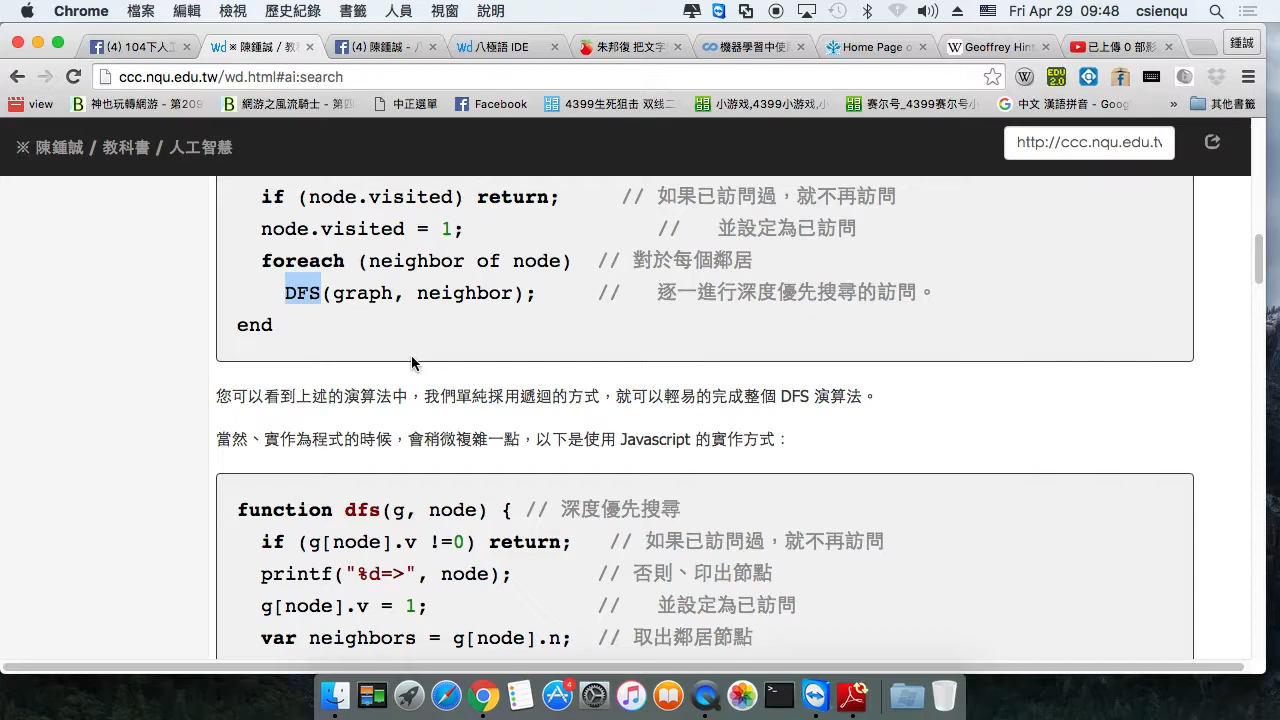 Chrome 檔案 編輯 檢視 歷史紀錄 書籤 人員 視窗 說明 Fri Apr 29 09:48 csienqu
(4) 104下人工 Wd ※ 陳鍾誠 / 教科 (4) 陳鍾誠 - 八 Wd 八極語 IDE 朱邦復 把文字 機器學習中使用 Home Page o W Geoffrey Hint 已上傳 0 部影 鍾誠
ccc.nqu.edu.tw/wd.html#ai:search
view 神也玩轉網游 - 第209 網游之風流騎士 - 第四 中正選單 Facebook 4399生死狙击 双线二 小游戏,4399小游戏,小 赛尔号_4399赛尔号小 中文 漢語拼音 - Goog » 其他書籤
※ 陳鍾誠 / 教科書 / 人工智慧 http://ccc.nqu.edu.tw
if (node.visited) return; // 如果已訪問過，就不再訪問
node.visited = 1; // 並設定為已訪問
foreach (neighbor of node) // 對於每個鄰居
DFS(graph, neighbor); // 逐一進行深度優先搜尋的訪問。
end
您可以看到上述的演算法中，我們單純採用遞迴的方式，就可以輕易的完成整個 DFS 演算法。
當然、實作為程式的時候，會稍微複雜一點，以下是使用 Javascript 的實作方式：
function dfs(g, node) { // 深度優先搜尋
if (g[node].v !=0) return; // 如果已訪問過，就不再訪問
printf("%d=>", node); // 否則、印出節點
g[node].v = 1; // 並設定為已訪問
var neighbors = g[node].n; // 取出鄰居節點
4